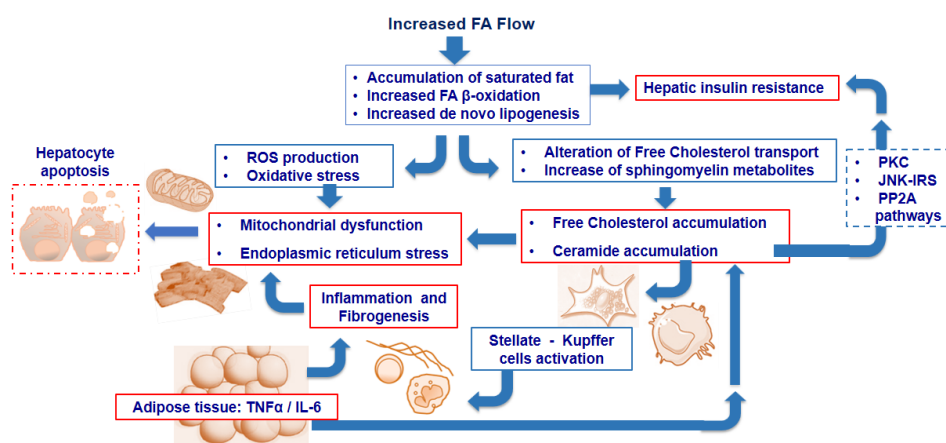 Increased FA Flow
• Accumulation of saturated fat
• Increased FA β-oxidation
• Increased de novo lipogenesis
Hepatic insulin resistance
Hepatocyte
apoptosis
• ROS production
• Oxidative stress
• Alteration of Free Cholesterol transport
• Increase of sphingomyelin metabolites
• PKC
• JNK-IRS
• PP2A
pathways
• Mitochondrial dysfunction
• Endoplasmic reticulum stress
• Free Cholesterol accumulation
• Ceramide accumulation
Inflammation and
Fibrogenesis
Stellate - Kupffer
cells activation
Adipose tissue: TNFα / IL-6